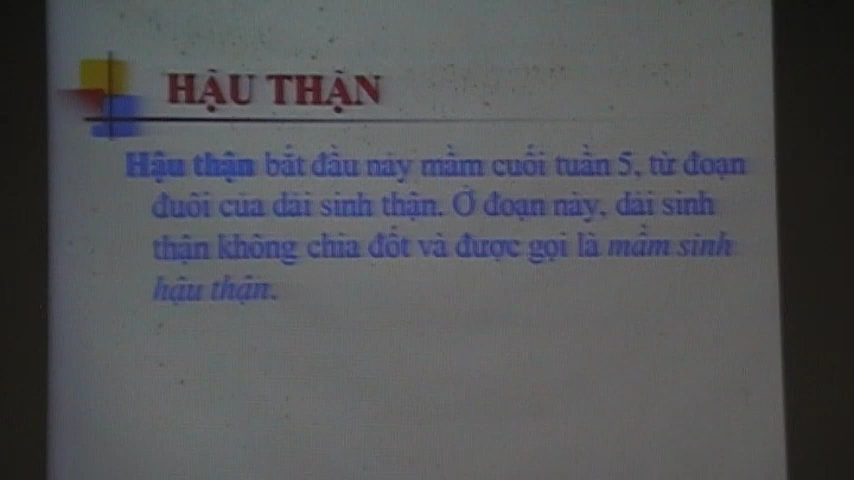 HẬU THẬN
Hậu thận bắt đầu nảy mầm cuối tuần 5, từ đoạn
đuôi của dải sinh thận. Ở đoạn này, dải sinh
thận không chia đốt và được gọi là mầm sinh
hậu thận.